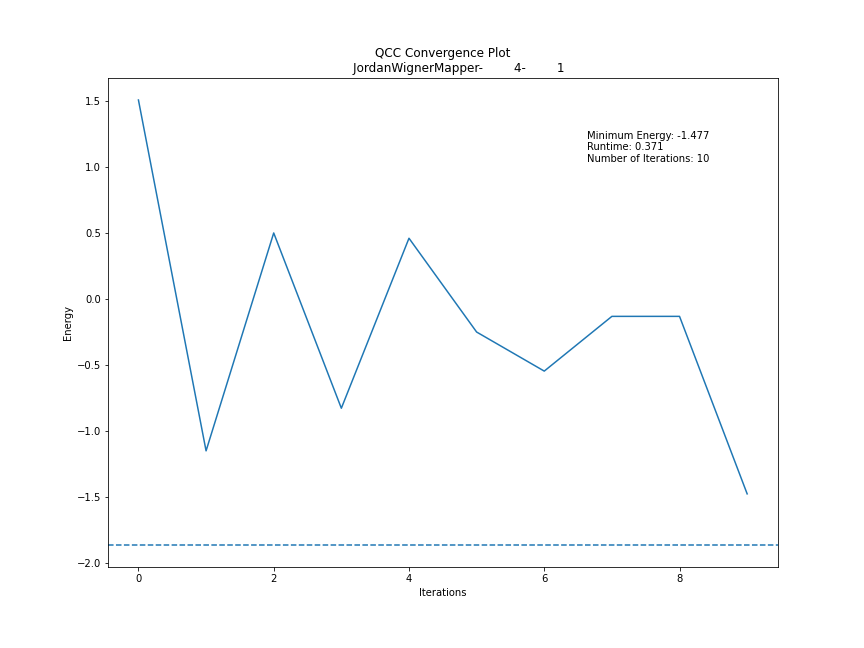 QCC Convergence Plot
JordanWignerMapper- 4- 1
Minimum Energy: -1.477
Runtime: 0.371
Number of Iterations: 10
1.5
1.0
0.5
0.0
−0.5
−1.0
−1.5
−2.0
Energy
0 2 4 6 8
Iterations